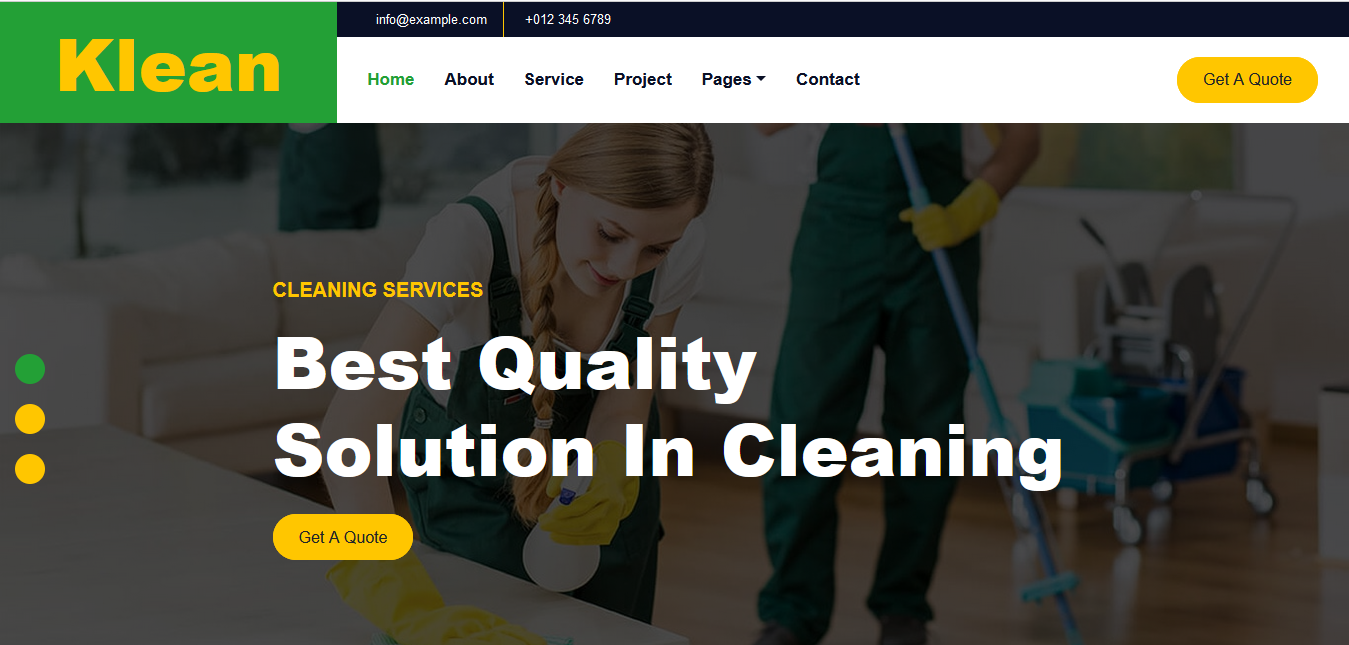 Klean
info@example.com
+012 345 6789
Home
About
Service
Project
Pages
Contact
Get A Quote
CLEANING SERVICES
Best Quality
Solution In Cleaning
Get A Quote